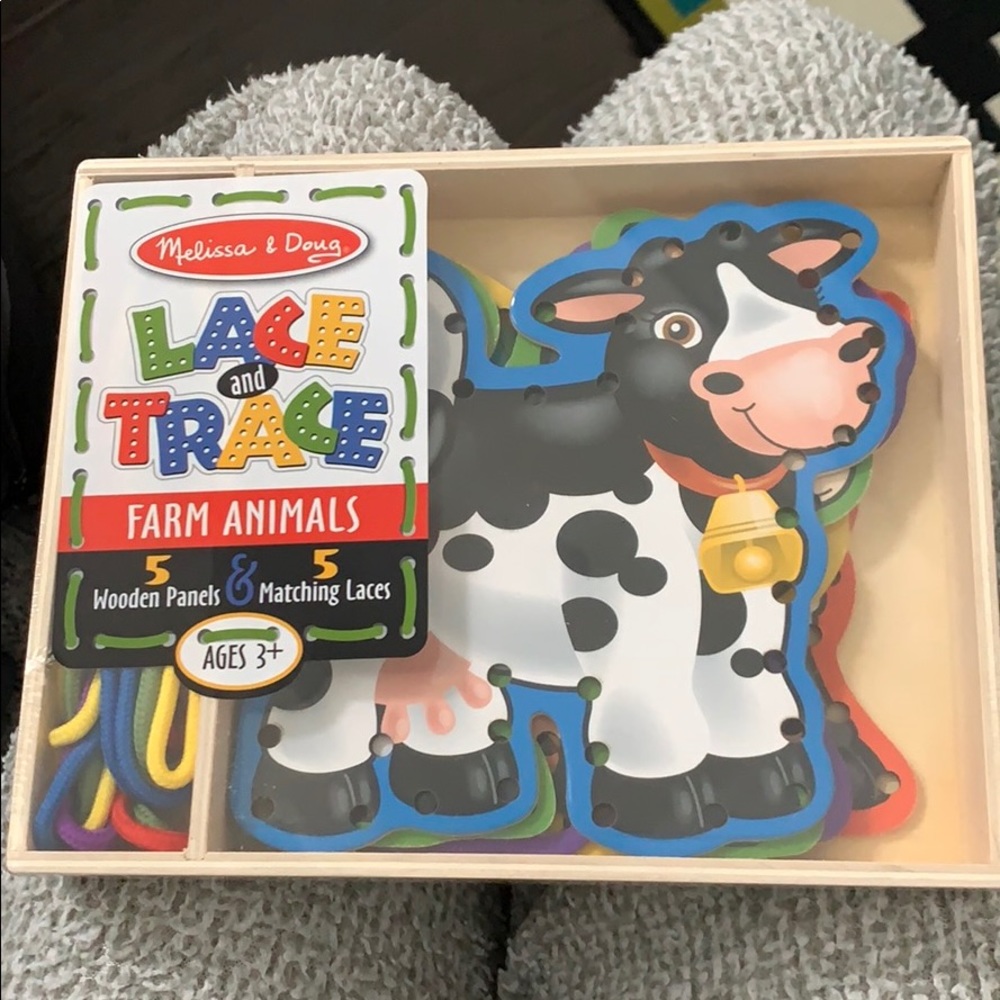 Melissa & Doug
LACE
and
TRACE
FARM ANIMALS
5 & 5
Wooden Panels Matching Laces
AGES 3+